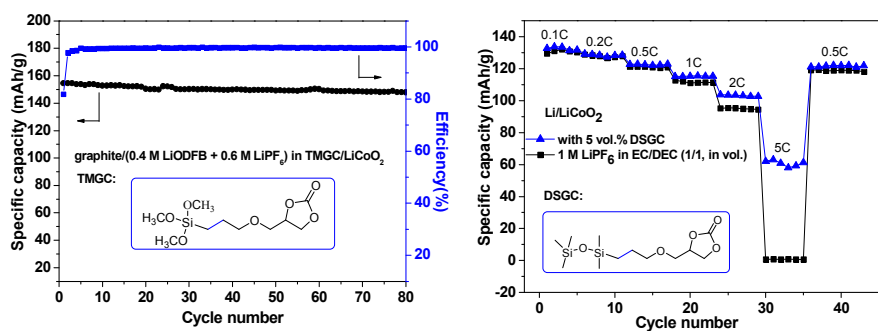 Specific capacity (mAh/g)
200
180
160
140
120
100
80
60
40
20
0 10 20 30 40 50 60 70 80
Cycle number
100
80
60
40
20
Efficiency(%)
graphite/(0.4 M LiODFB + 0.6 M LiPF6) in TMGC/LiCoO2
TMGC:
OCH3
H3CO
Si
H3CO
O
O
O
O
Specific capacity (mAh/g)
140
120
100
80
60
40
20
0
-20
0 10 20 30 40
Cycle number
0.1C
0.2C
0.5C
1C
2C
5C
0.5C
Li/LiCoO2
with 5 vol.% DSGC
1 M LiPF6 in EC/DEC (1/1, in vol.)
DSGC:
Si
O
Si
O
O
O
O